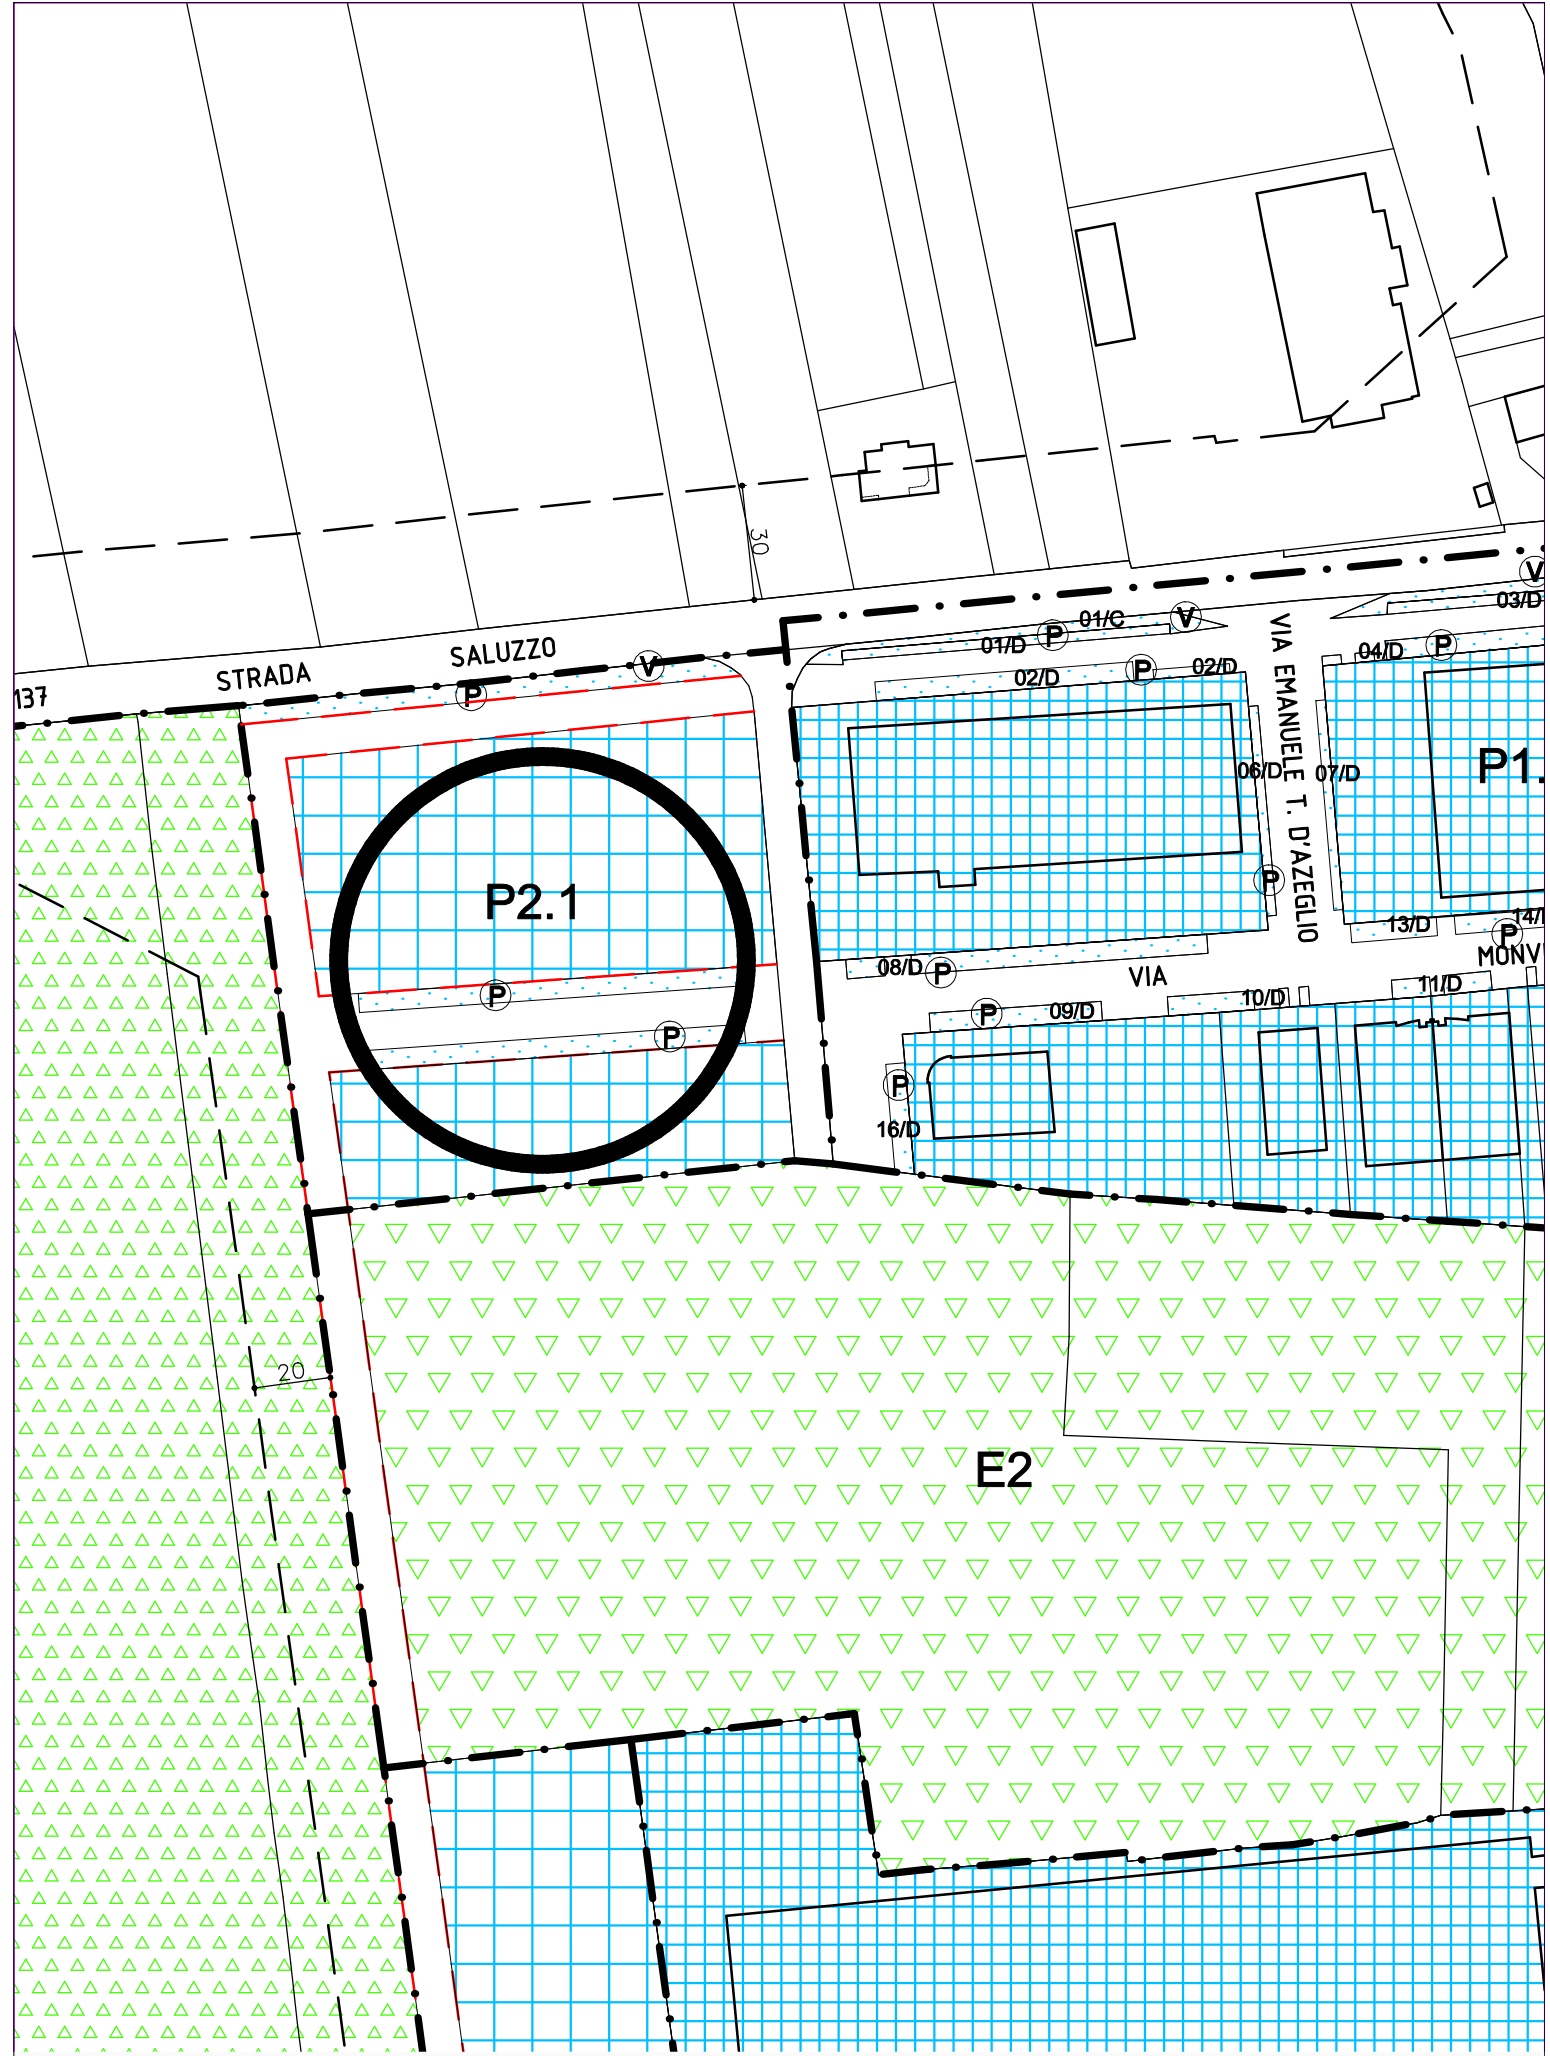 30
01/C
V
03/D
STRADA SALUZZO
V
P
137
01/D
P
02/D
P
02/D
VIA EMANUELE T. D'AZEGLIO
04/D
P
P
P1.
06/D
07/D
P2.1
P
13/D
14/
P
MONV
08/D
P
VIA
P
09/D
P
10/D
11/D
P
P
16/D
20
E2